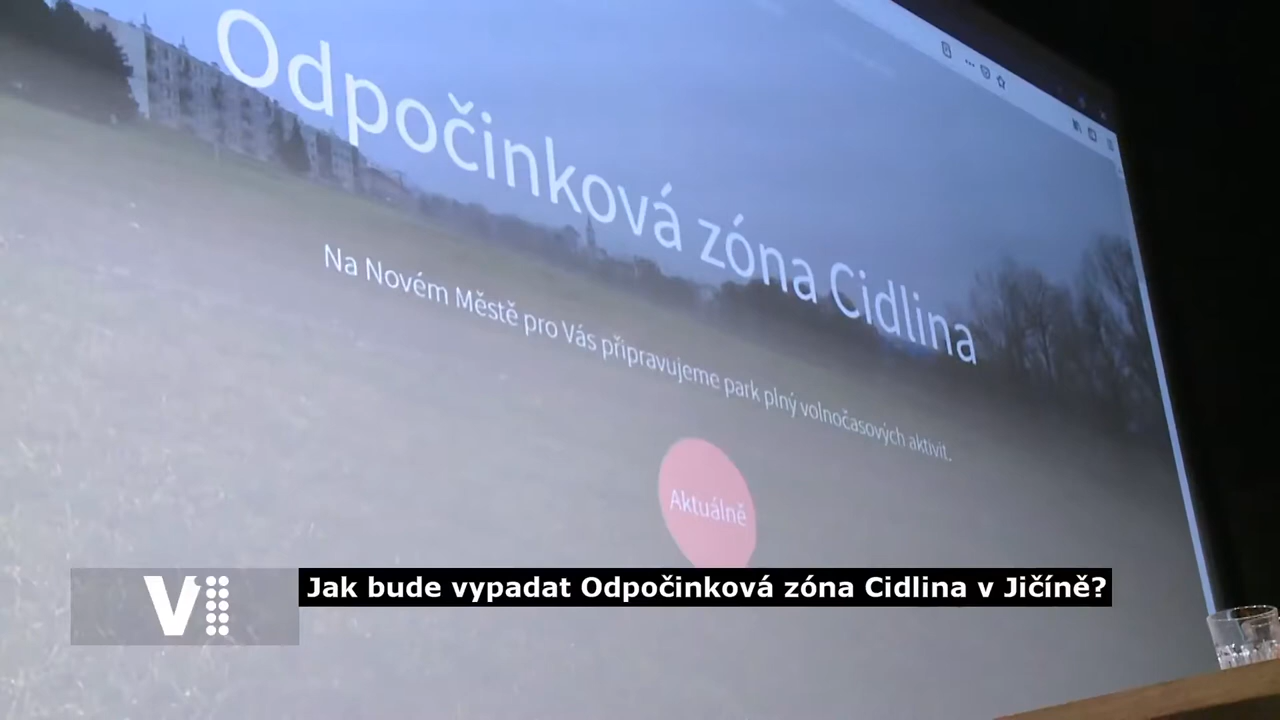 Odpočinková zóna Cidlina
Na Novém Městě pro Vás připravujeme park plný volnočasových aktivit.
Aktuálně
Jak bude vypadat Odpočinková zóna Cidlina v Jičíně?